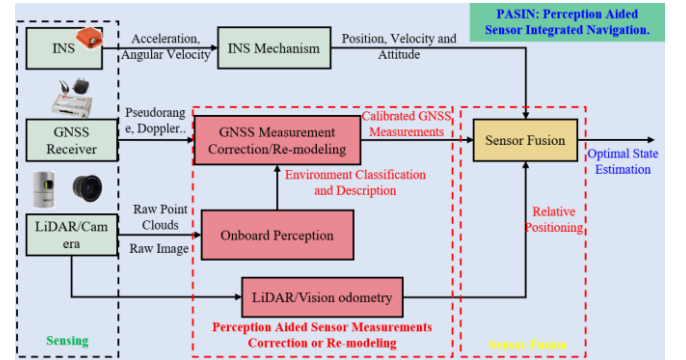 PASIN: Perception Aided
Sensor Integrated Navigation.
INS
Acceleration,
Angular Velocity
INS Mechanism
Position, Velocity and
Attitude
GNSS
Receiver
Pseudorang
e, Doppler..
GNSS Measurement
Correction/Re-modeling
Calibrated GNSS
Measurements
Sensor Fusion
Optimal State
Estimation
Environment Classification
and Description
LiDAR/Cam
era
Raw Point
Clouds
Raw Image
Onboard Perception
Relative
Positioning
LiDAR/Vision odometry
Sensing
Perception Aided Sensor Measurements
Correction or Re-modeling
Sensor Fusion